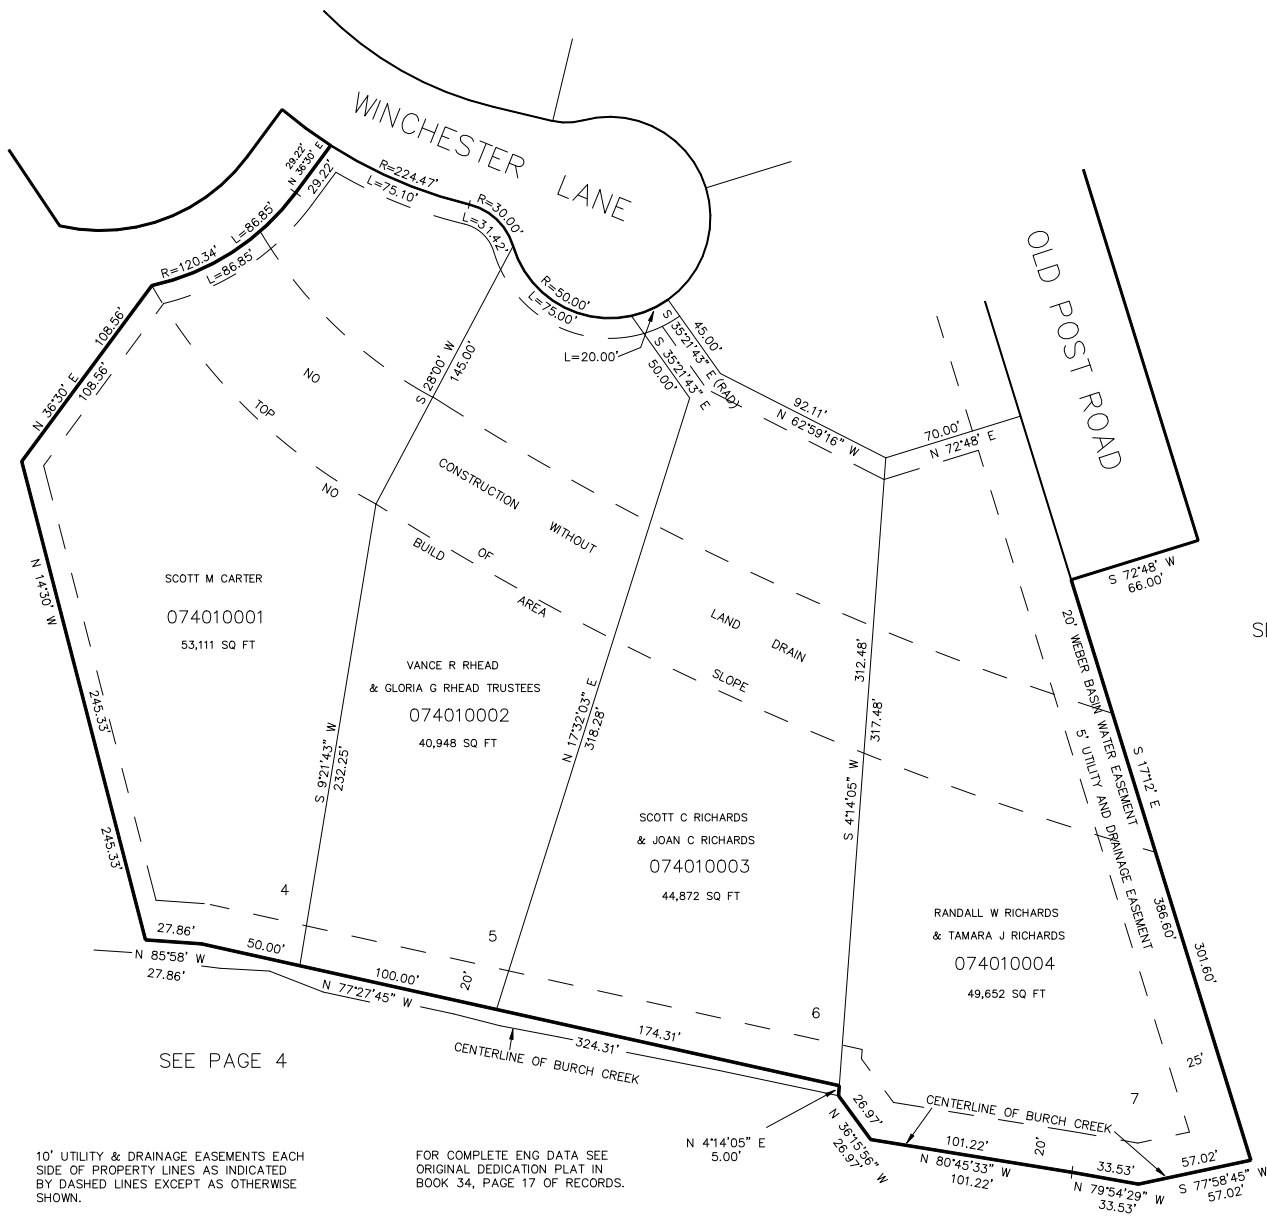 WINCHESTER LANE
OLD POST ROAD
29.22'
N 36°30' E
29.22'
R=224.47'
L=75.10'
R=30.00'
L=31.42'
R=120.34'
L=86.85'
L=86.85'
R=50.00'
L=75.00'
L=20.00'
45.00'
S 35°21'43" E (RAD)
S 35°21'43" E
50.00'
92.11'
N 62°59'16" W
70.00'
N 72°48' E
S 72°48' W
66.00'
108.56'
N 36°30' E
108.56'
S 28°00' W
145.00'
NO
TOP
NO
CONSTRUCTION WITHOUT
BUILD OF
AREA
LAND DRAIN
SLOPE
N 14°30' W
245.33'
245.33'
SCOTT M CARTER
074010001
53,111 SQ FT
VANCE R RHEAD
& GLORIA G RHEAD TRUSTEES
074010002
40,948 SQ FT
S 9°21'43" W
232.25'
N 17°32'03" E
318.28'
SCOTT C RICHARDS
& JOAN C RICHARDS
074010003
44,872 SQ FT
312.48'
317.48'
S 4°14'05" W
RANDALL W RICHARDS
& TAMARA J RICHARDS
074010004
49,652 SQ FT
20' WEBER BASIN WATER EASEMENT
5' UTILITY AND DRAINAGE EASEMENT
S 17°12' E
386.60'
301.60'
SE
4
5
6
7
25'
27.86'
N 85°58' W
27.86'
50.00'
100.00'
20'
N 77°27'45" W
174.31'
324.31'
CENTERLINE OF BURCH CREEK
SEE PAGE 4
N 4°14'05" E
5.00'
26.97'
N 36°15'56" W
26.97'
CENTERLINE OF BURCH CREEK
101.22'
20'
N 80°45'33" W
101.22'
33.53'
N 79°54'29" W
33.53'
57.02'
S 77°58'45" W
57.02'
10' UTILITY & DRAINAGE EASEMENTS EACH
SIDE OF PROPERTY LINES AS INDICATED
BY DASHED LINES EXCEPT AS OTHERWISE
SHOWN.
FOR COMPLETE ENG DATA SEE
ORIGINAL DEDICATION PLAT IN
BOOK 34, PAGE 17 OF RECORDS.